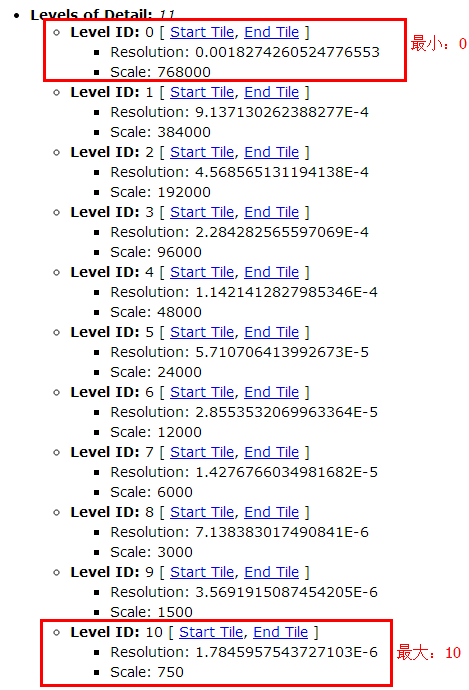 Levels of Detail: 11
Level ID: 0 [ Start Tile, End Tile ]
最小：0
Resolution: 0.0018274260524776553
Scale: 768000
Level ID: 1 [ Start Tile, End Tile ]
Resolution: 9.137130262388277E-4
Scale: 384000
Level ID: 2 [ Start Tile, End Tile ]
Resolution: 4.568565131194138E-4
Scale: 192000
Level ID: 3 [ Start Tile, End Tile ]
Resolution: 2.284282565597069E-4
Scale: 96000
Level ID: 4 [ Start Tile, End Tile ]
Resolution: 1.1421412827985346E-4
Scale: 48000
Level ID: 5 [ Start Tile, End Tile ]
Resolution: 5.710706413992673E-5
Scale: 24000
Level ID: 6 [ Start Tile, End Tile ]
Resolution: 2.8553532069963364E-5
Scale: 12000
Level ID: 7 [ Start Tile, End Tile ]
Resolution: 1.4276766034981682E-5
Scale: 6000
Level ID: 8 [ Start Tile, End Tile ]
Resolution: 7.138383017490841E-6
Scale: 3000
Level ID: 9 [ Start Tile, End Tile ]
Resolution: 3.5691915087454205E-6
Scale: 1500
Level ID: 10 [ Start Tile, End Tile ]
Resolution: 1.7845957543727103E-6
最大：10
Scale: 750